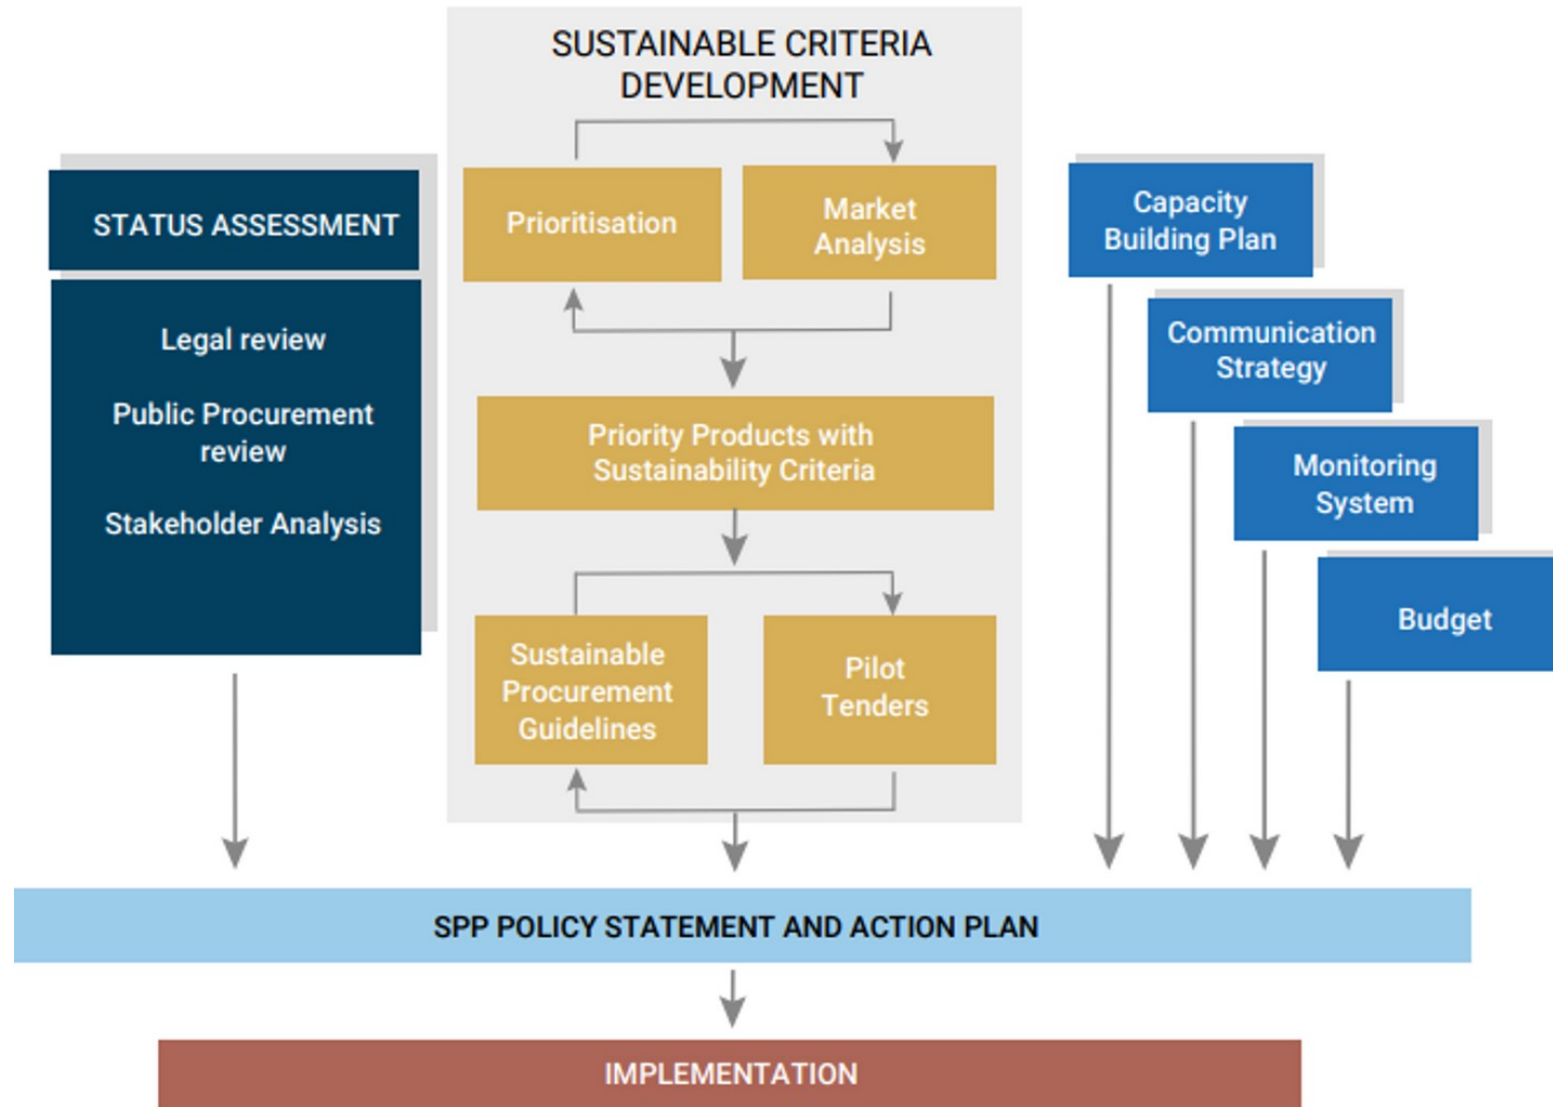 STATUS ASSESSMENT
Legal review
Public Procurement
review
Stakeholder Analysis
SUSTAINABLE CRITERIA
DEVELOPMENT
Prioritisation
Market
Analysis
Priority Products with
Sustainability Criteria
Sustainable
Procurement
Guidelines
Pilot
Tenders
Capacity
Building Plan
Communication
Strategy
Monitoring
System
Budget
SPP POLICY STATEMENT AND ACTION PLAN
IMPLEMENTATION